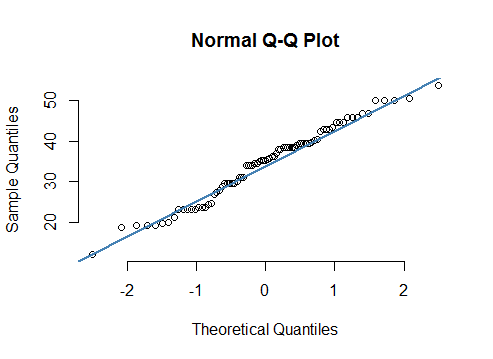 Normal Q-Q Plot
Sample Quantiles
50
40
30
20
-2 -1 0 1 2
Theoretical Quantiles